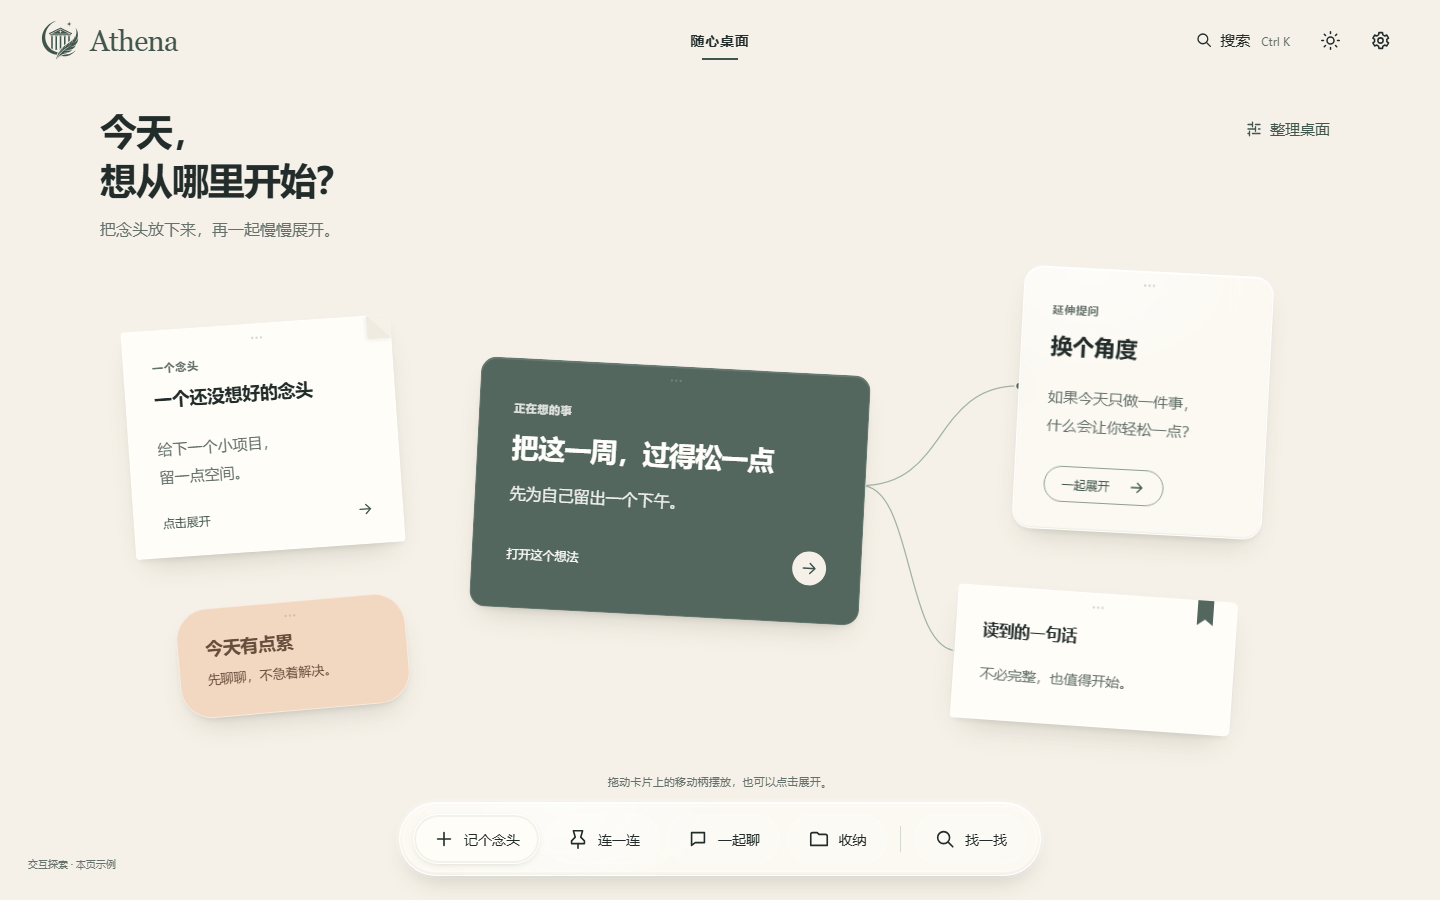 Athena
随心桌面
搜索 Ctrl K
今天，
想从哪里开始？
把念头放下来，再一起慢慢展开。
整理桌面
一个念头
一个还没想好的念头
给下一个小项目，
留一点空间。
点击展开
今天有点累
先聊聊，不急着解决。
正在想的事
把这一周，过得松一点
先为自己留出一个下午。
打开这个想法
延伸提问
换个角度
如果今天只做一件事，
什么会让你轻松一点？
一起展开
读到的一句话
不必完整，也值得开始。
拖动卡片上的移动柄摆放，也可以点击展开。
记个念头
连一连
一起聊
收纳
找一找
交互探索 · 本页示例